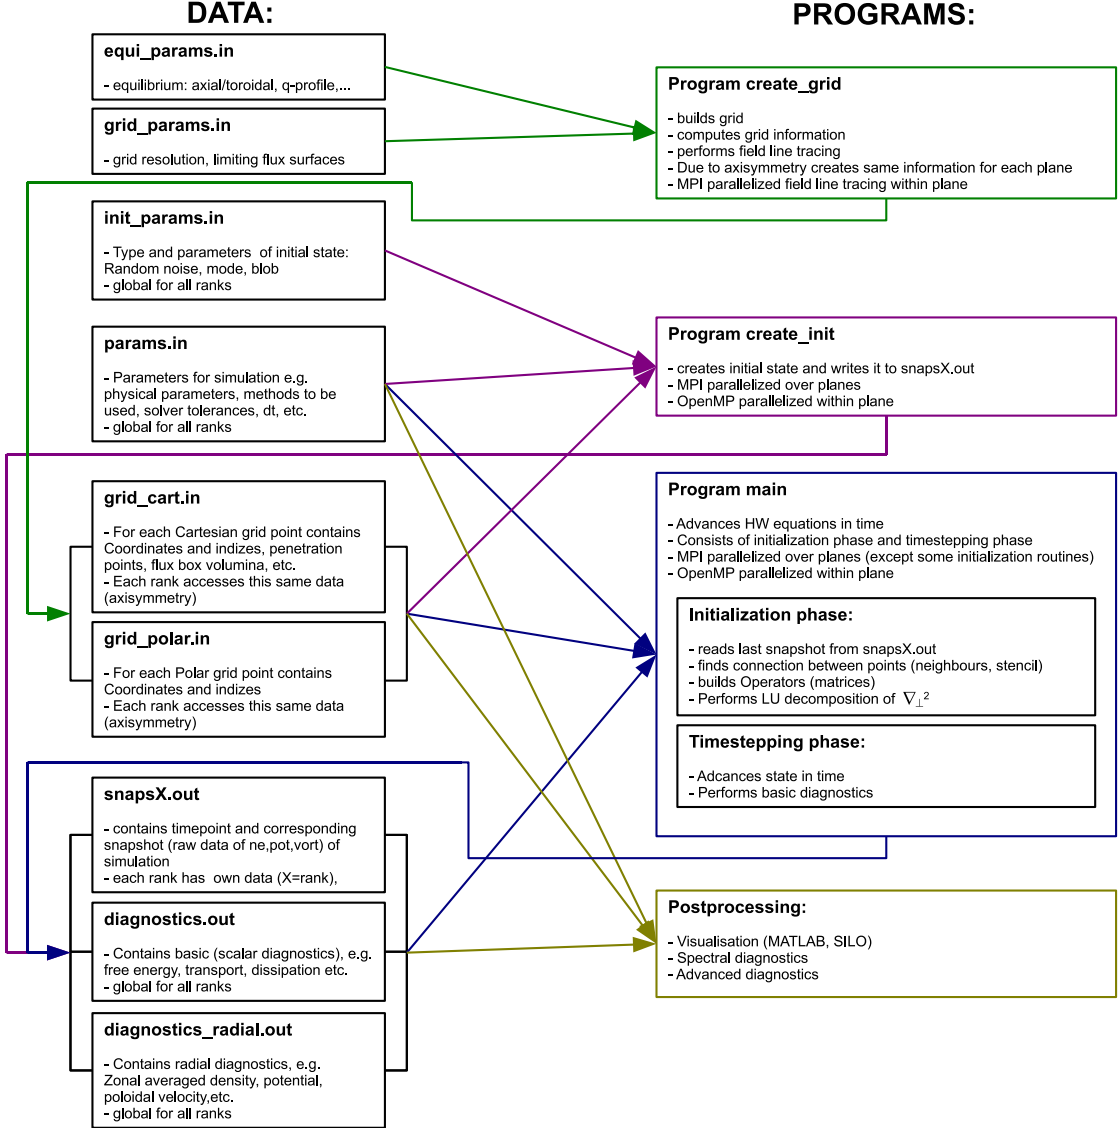 DATA:
equi_params.in
- equilibrium: axial/toroidal, q-profile,...
grid_params.in
- grid resolution, limiting flux surfaces
init_params.in
- Type and parameters  of initial state:
Random noise, mode, blob
- global for all ranks
params.in
- Parameters for simulation e.g.
physical parameters, methods to be
used, solver tolerances, dt, etc.
- global for all ranks
grid_cart.in
- For each Cartesian grid point contains
Coordinates and indizes, penetration
points, flux box volumina, etc.
- Each rank accesses this same data
(axisymmetry)
grid_polar.in
- For each Polar grid point contains
Coordinates and indizes
- Each rank accesses this same data
(axisymmetry)
snapsX.out
- contains timepoint and corresponding
snapshot (raw data of ne,pot,vort) of
simulation
- each rank has  own data (X=rank),
diagnostics.out
- Contains basic (scalar diagnostics), e.g.
free energy, transport, dissipation etc.
- global for all ranks
diagnostics_radial.out
- Contains radial diagnostics, e.g.
Zonal averaged density, potential,
poloidal velocity,etc.
- global for all ranks
PROGRAMS:
Program create_grid
- builds grid
- computes grid information
- performs field line tracing
- Due to axisymmetry creates same information for each plane
- MPI parallelized field line tracing within plane
Program create_init
- creates initial state and writes it to snapsX.out
- MPI parallelized over planes
- OpenMP parallelized within plane
Program main
- Advances HW equations in time
- Consists of initialization phase and timestepping phase
- MPI parallelized over planes (except some initialization routines)
- OpenMP parallelized within plane
Initialization phase:
- reads last snapshot from snapsX.out
- finds connection between points (neighbours, stencil)
- builds Operators (matrices)
- Performs LU decomposition of ∇⊥²
Timestepping phase:
- Adcances state in time
- Performs basic diagnostics
Postprocessing:
- Visualisation (MATLAB, SILO)
- Spectral diagnostics
- Advanced diagnostics